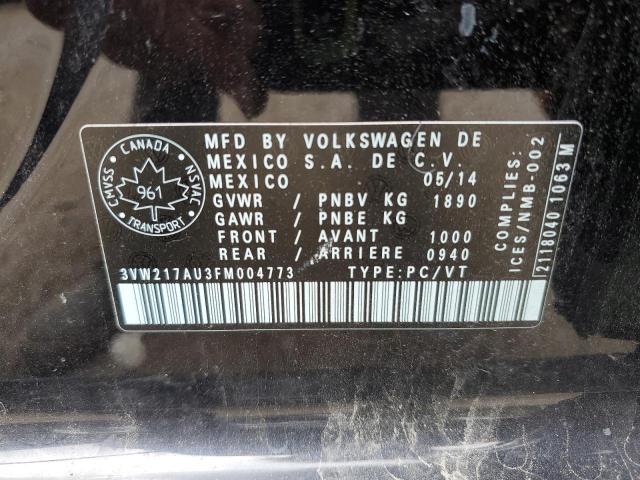 CANADA
CMVSS
NSVAC
961
TRANSPORT
MFD BY VOLKSWAGEN DE
MEXICO S.A. DE C.V.
MEXICO 05/14
GVWR / PNBV KG 1890
GAWR / PNBE KG
FRONT / AVANT 1000
REAR / ARRIERE 0940
3VW217AU3FM004773 TYPE:PC/VT
COMPLIES:
ICES/NMB-002
2118040 1063 M